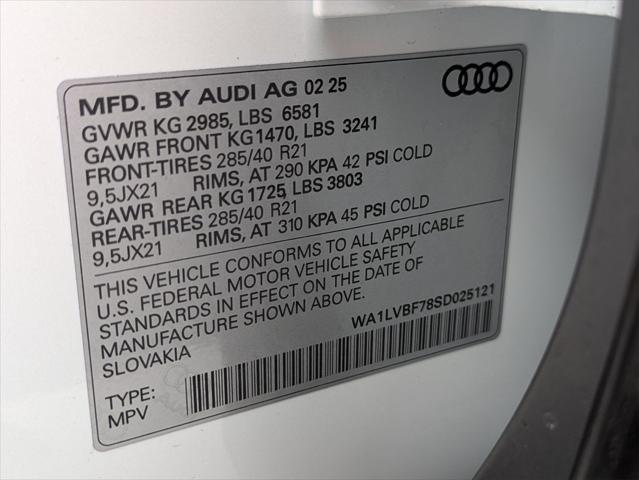 MFD. BY AUDI AG 02 25
GVWR KG 2985, LBS 6581
GAWR FRONT KG1470, LBS 3241
FRONT-TIRES 285/40 R21
9,5JX21 RIMS, AT 290 KPA 42 PSI COLD
GAWR REAR KG 1725, LBS 3803
REAR-TIRES 285/40 R21
9,5JX21 RIMS, AT 310 KPA 45 PSI COLD
THIS VEHICLE CONFORMS TO ALL APPLICABLE
U.S. FEDERAL MOTOR VEHICLE SAFETY
STANDARDS IN EFFECT ON THE DATE OF
MANUFACTURE SHOWN ABOVE.
SLOVAKIA
WA1LVBF78SD025121
TYPE:
MPV